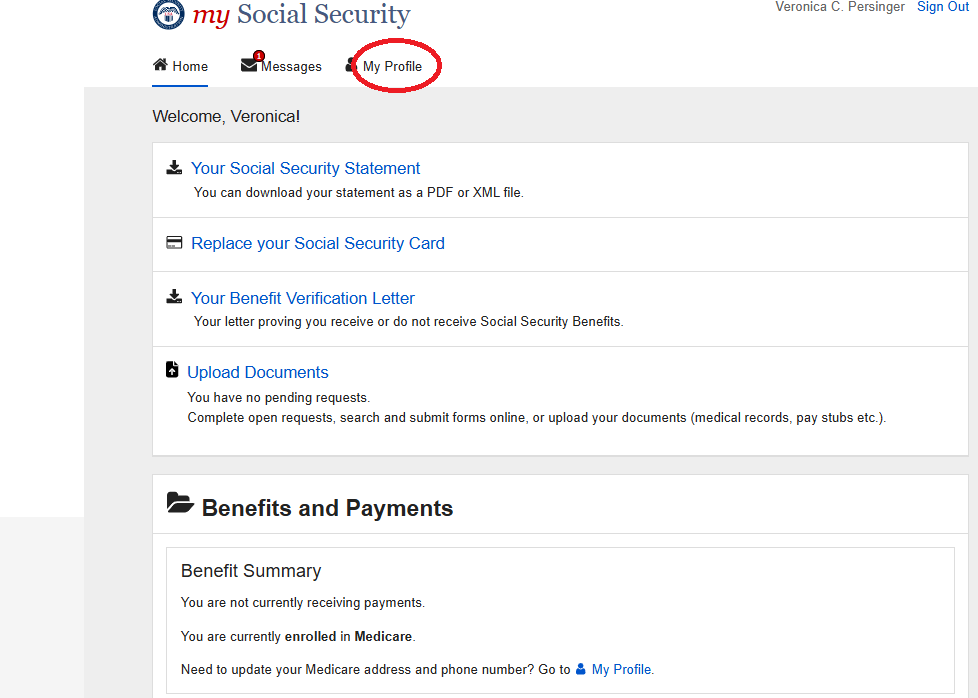 my Social Security
Veronica C. Persinger Sign Out
Home 1 Messages My Profile
Welcome, Veronica!
Your Social Security Statement
You can download your statement as a PDF or XML file.
Replace your Social Security Card
Your Benefit Verification Letter
Your letter proving you receive or do not receive Social Security Benefits.
Upload Documents
You have no pending requests.
Complete open requests, search and submit forms online, or upload your documents (medical records, pay stubs etc.).
Benefits and Payments
Benefit Summary
You are not currently receiving payments.
You are currently enrolled in Medicare.
Need to update your Medicare address and phone number? Go to My Profile.